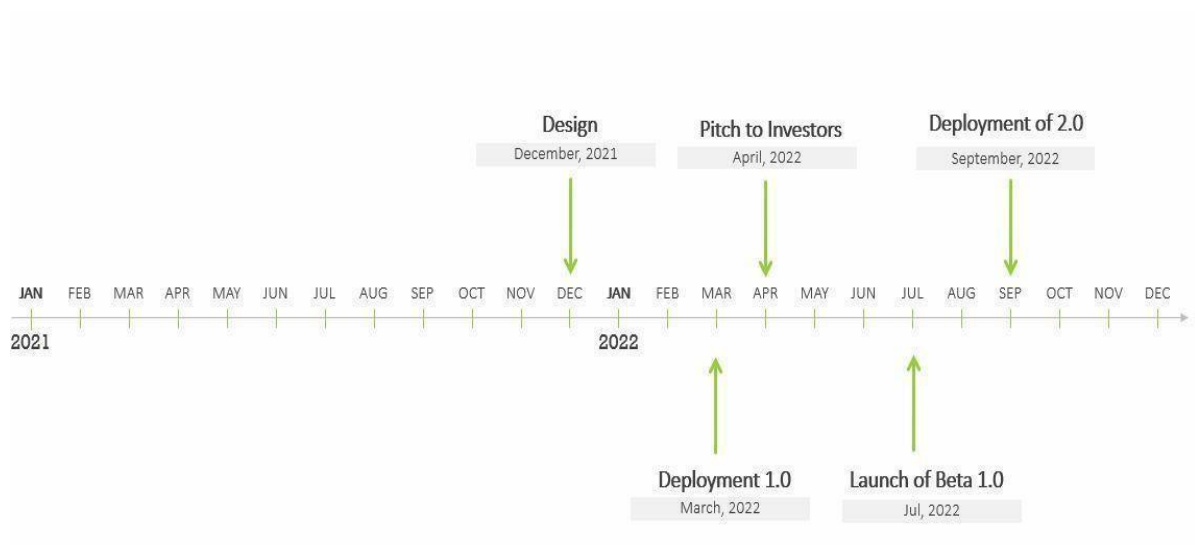 Design
December, 2021
Pitch to Investors
April, 2022
Deployment of 2.0
September, 2022
JAN FEB MAR APR MAY JUN JUL AUG SEP OCT NOV DEC JAN FEB MAR APR MAY JUN JUL AUG SEP OCT NOV DEC
2021 2022
Deployment 1.0
March, 2022
Launch of Beta 1.0
Jul, 2022